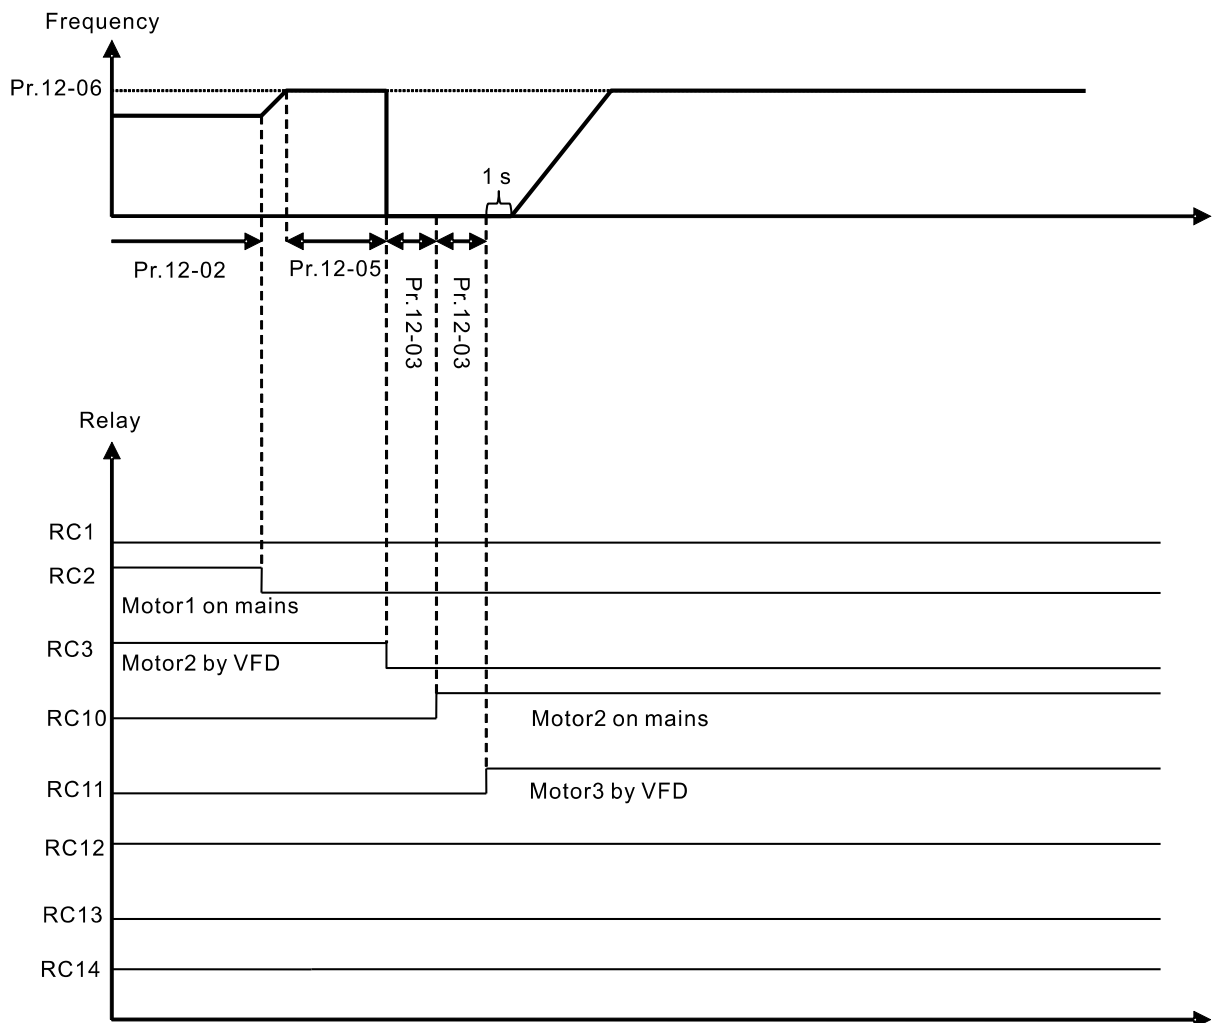 Frequency
Pr.12-06
1 s
Pr.12-02
Pr.12-05
Pr.12-03
Pr.12-03
Relay
RC1
RC2
Motor1 on mains
RC3
Motor2 by VFD
RC10
Motor2 on mains
RC11
Motor3 by VFD
RC12
RC13
RC14